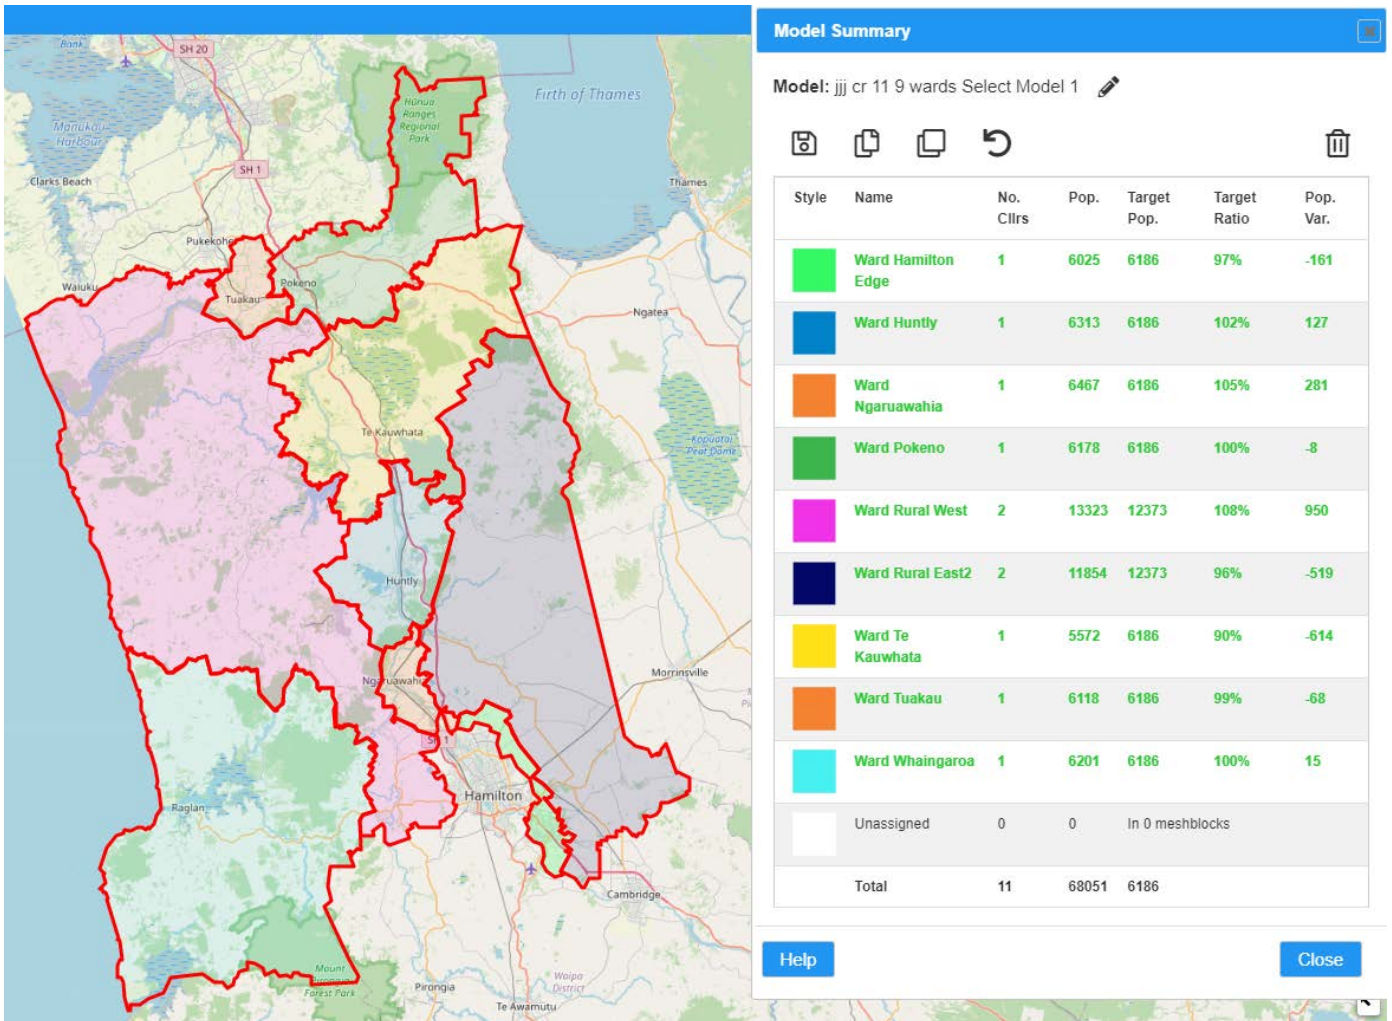 Bank
SH 20
Manukau
Harbour
Clarks Beach
SH 1
Hunua
Ranges
Regional
Park
Firth of Thames
Thames
Waiuku
Tuakau
Pokeno
Ngatea
Te Kauwhata
Kopuatai
Peat Dome
Huntly
Ngaruawahia
Morrinsville
Raglan
Hamilton
Cambridge
Mount
Forest Park
Pirongia
Waipa
District
Te Awamutu
Model Summary
Model: jjj cr 11 9 wards Select Model 1
Style Name No. Cllrs Pop. Target Pop. Target Ratio Pop. Var.
Ward Hamilton Edge 1 6025 6186 97% -161
Ward Huntly 1 6313 6186 102% 127
Ward Ngaruawahia 1 6467 6186 105% 281
Ward Pokeno 1 6178 6186 100% -8
Ward Rural West 2 13323 12373 108% 950
Ward Rural East2 2 11854 12373 96% -519
Ward Te Kauwhata 1 5572 6186 90% -614
Ward Tuakau 1 6118 6186 99% -68
Ward Whaingaroa 1 6201 6186 100% 15
Unassigned 0 0 In 0 meshblocks
Total 11 68051 6186
Help
Close